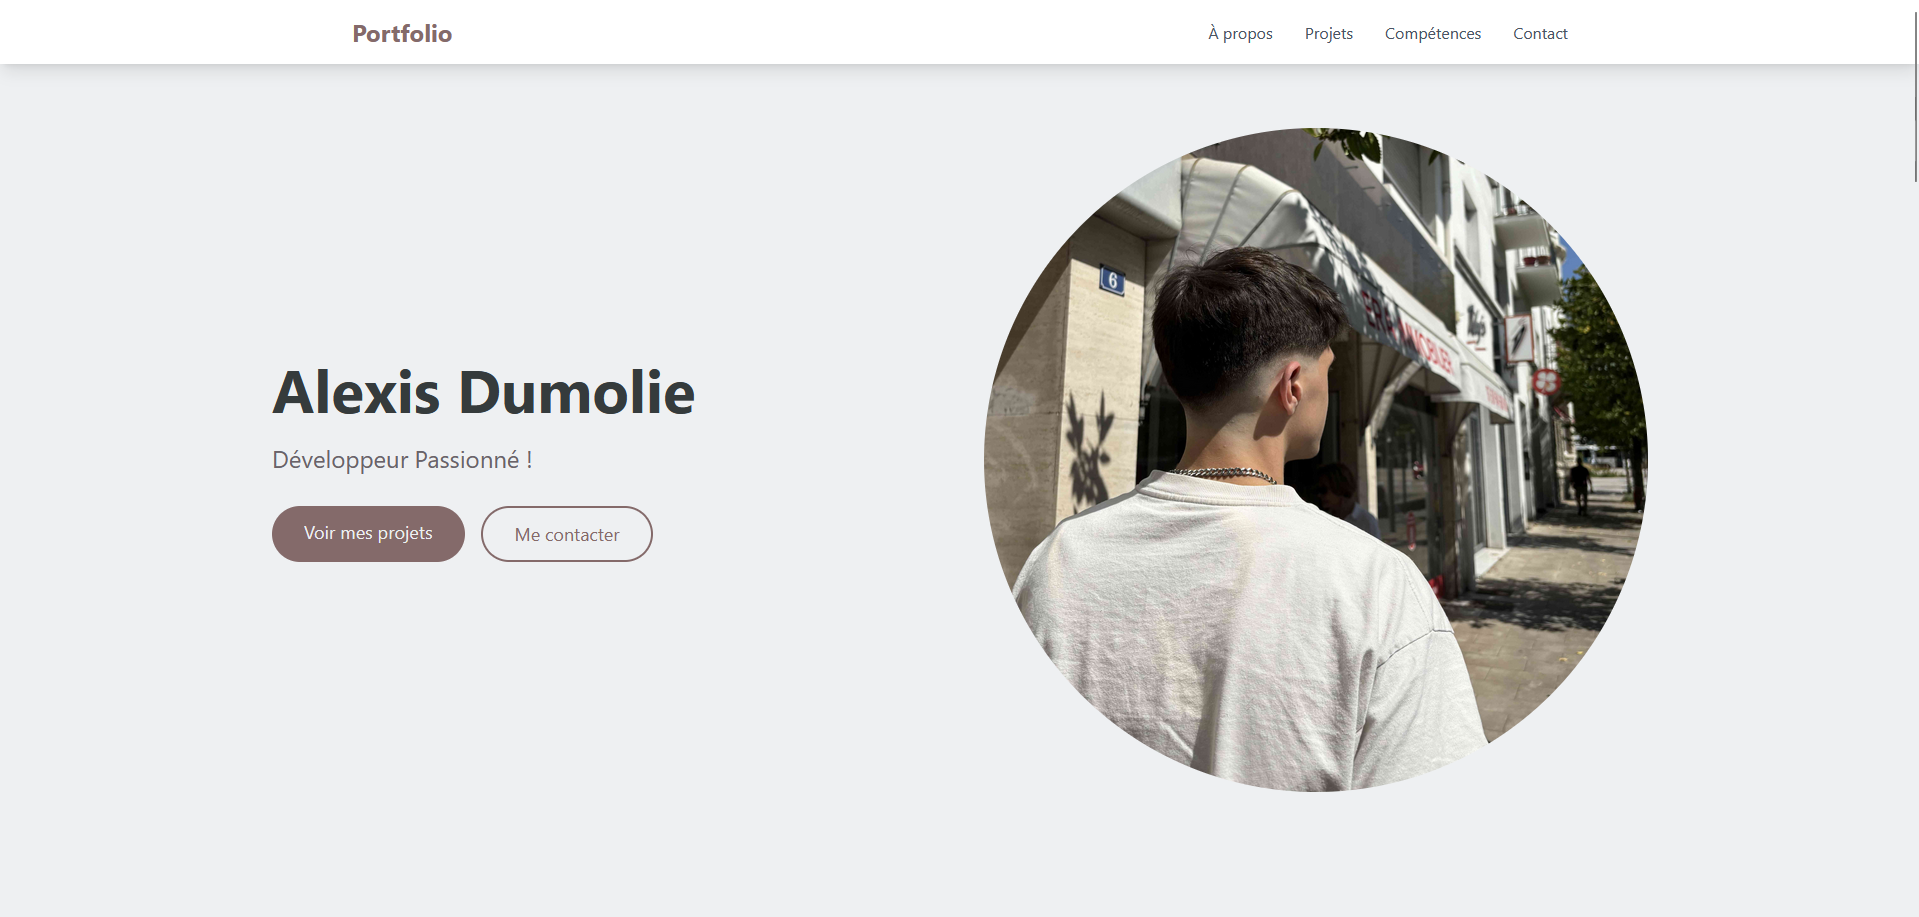 Portfolio
À propos
Projets
Compétences
Contact
Alexis Dumolie
Développeur Passionné !
Voir mes projets
Me contacter
6